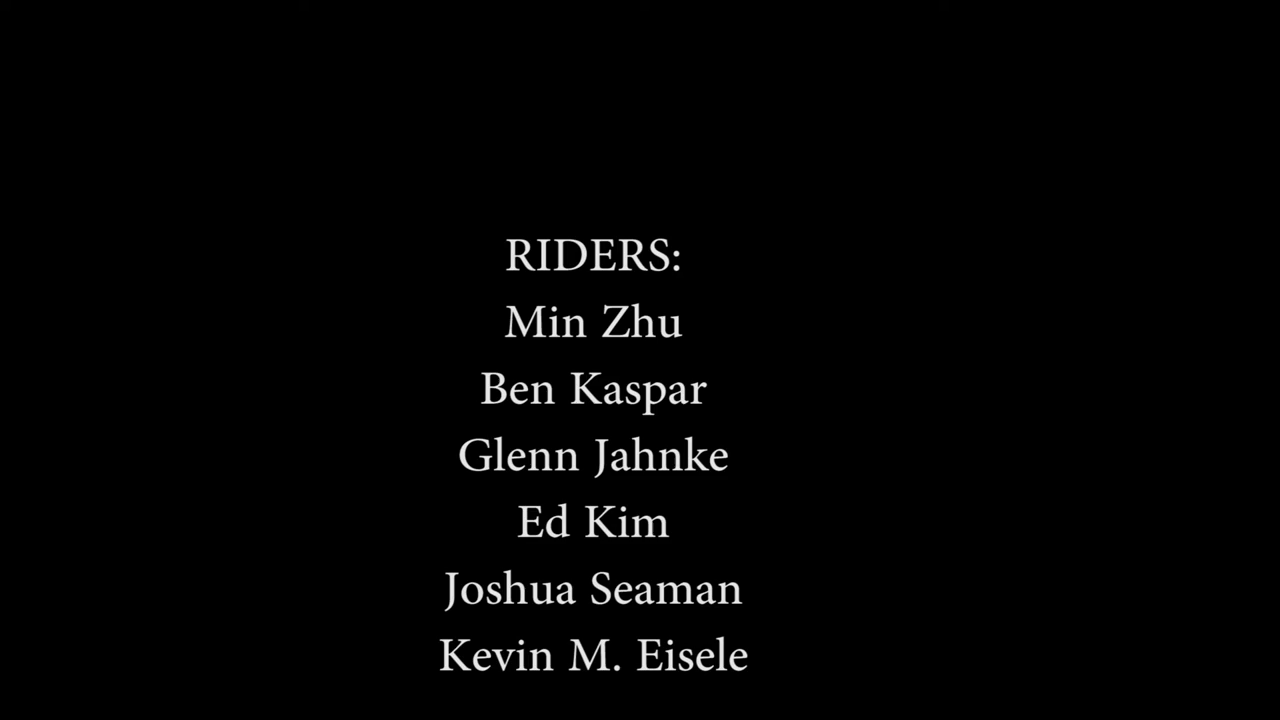 RIDERS:
Min Zhu
Ben Kaspar
Glenn Jahnke
Ed Kim
Joshua Seaman
Kevin M. Eisele